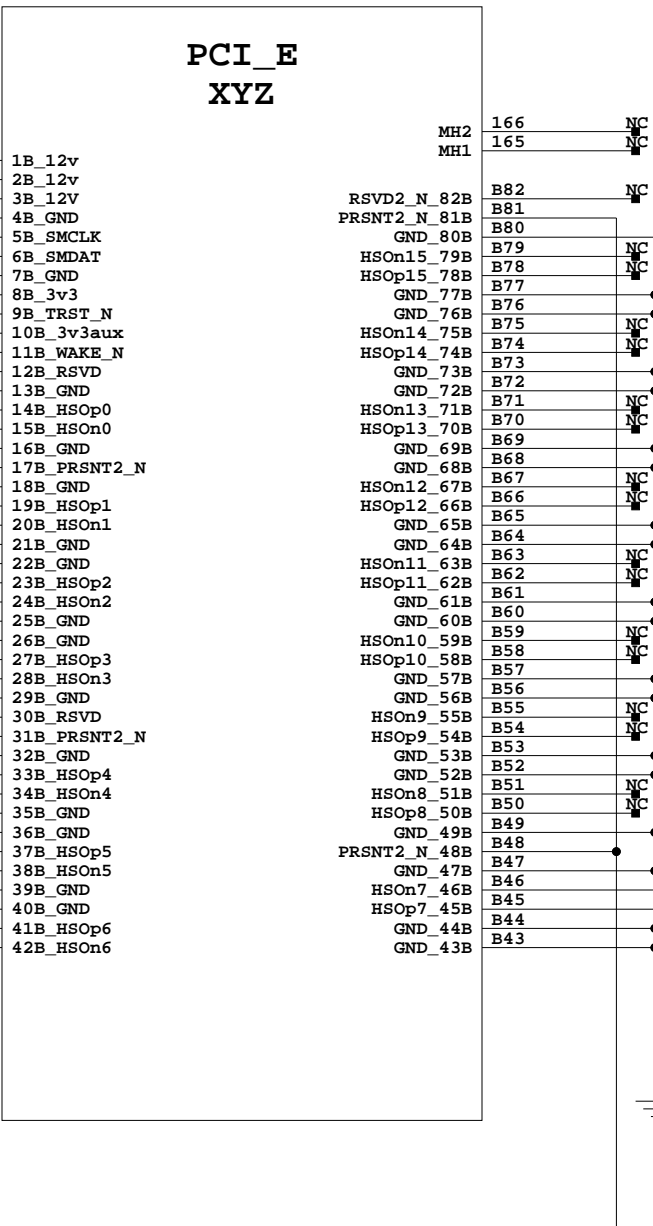 PCI_E
XYZ
MH2 166 NC
MH1 165 NC
1B_12v
2B_12v
3B_12V RSVD2_N_82B B82 NC
4B_GND PRSNT2_N_81B B81
5B_SMCLK GND_80B B80
6B_SMDAT HSOn15_79B B79 NC
7B_GND HSOp15_78B B78 NC
8B_3v3 GND_77B B77
9B_TRST_N GND_76B B76
10B_3v3aux HSOn14_75B B75 NC
11B_WAKE_N HSOp14_74B B74 NC
12B_RSVD GND_73B B73
13B_GND GND_72B B72
14B_HSOp0 HSOn13_71B B71 NC
15B_HSOn0 HSOp13_70B B70 NC
16B_GND GND_69B B69
17B_PRSNT2_N GND_68B B68
18B_GND HSOn12_67B B67 NC
19B_HSOp1 HSOp12_66B B66 NC
20B_HSOn1 GND_65B B65
21B_GND GND_64B B64
22B_GND HSOn11_63B B63 NC
23B_HSOp2 HSOp11_62B B62 NC
24B_HSOn2 GND_61B B61
25B_GND GND_60B B60
26B_GND HSOn10_59B B59 NC
27B_HSOp3 HSOp10_58B B58 NC
28B_HSOn3 GND_57B B57
29B_GND GND_56B B56
30B_RSVD HSOn9_55B B55 NC
31B_PRSNT2_N HSOp9_54B B54 NC
32B_GND GND_53B B53
33B_HSOp4 GND_52B B52
34B_HSOn4 HSOn8_51B B51 NC
35B_GND HSOp8_50B B50 NC
36B_GND GND_49B B49
37B_HSOp5 PRSNT2_N_48B B48
38B_HSOn5 GND_47B B47
39B_GND HSOn7_46B B46
40B_GND HSOp7_45B B45
41B_HSOp6 GND_44B B44
42B_HSOn6 GND_43B B43